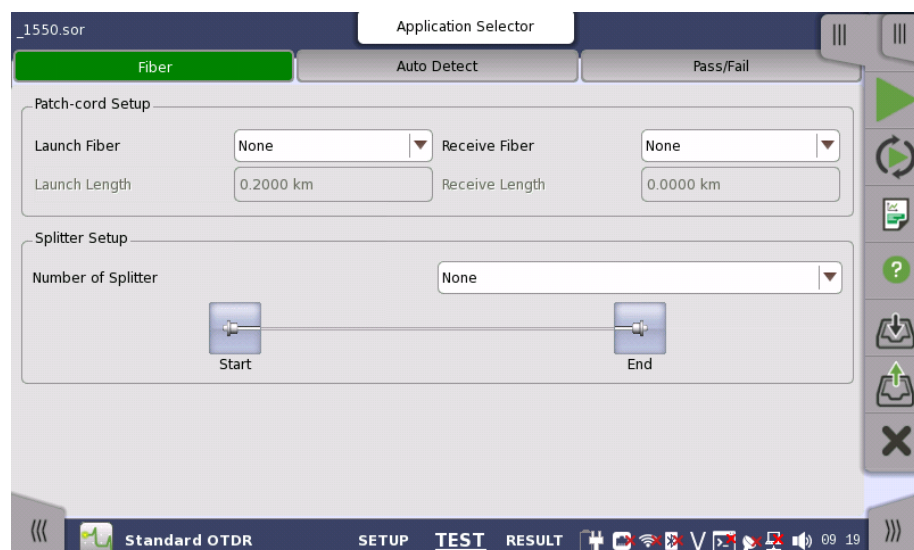 _1550.sor
Application Selector
Fiber Auto Detect Pass/Fail
Patch-cord Setup
Launch Fiber None Receive Fiber None
Launch Length 0.2000 km Receive Length 0.0000 km
Splitter Setup
Number of Splitter None
Start End
Standard OTDR SETUP TEST RESULT 09 19